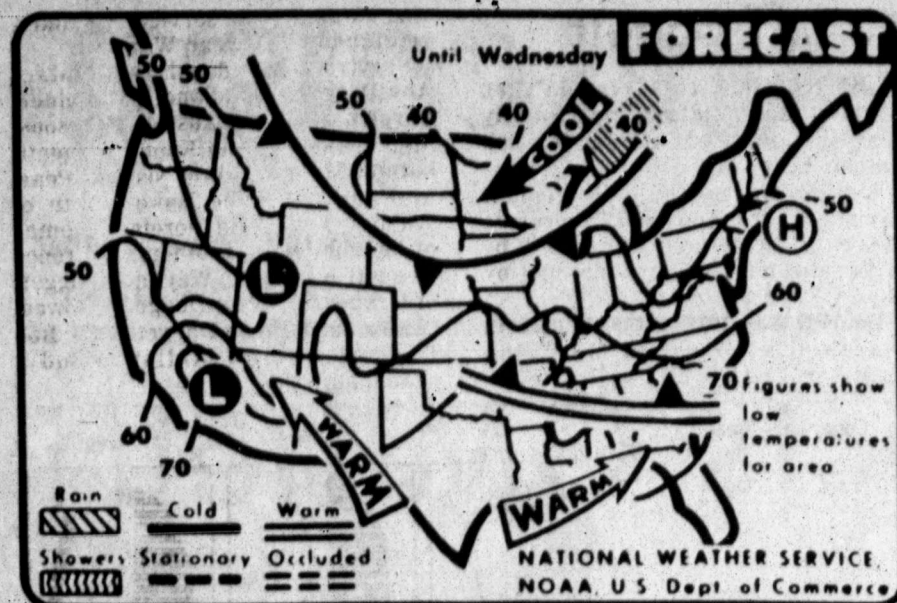 FORECAST
Until Wednesday
50
50
50
40
40
COOL
40
50
H
50
L
60
L
70
Figures show
low
temperatures
for area
60
70
WARM
WARM
Rain
Cold
Warm
Showers
Stationary
Occluded
NATIONAL WEATHER SERVICE,
NOAA, U S Dept of Commerce